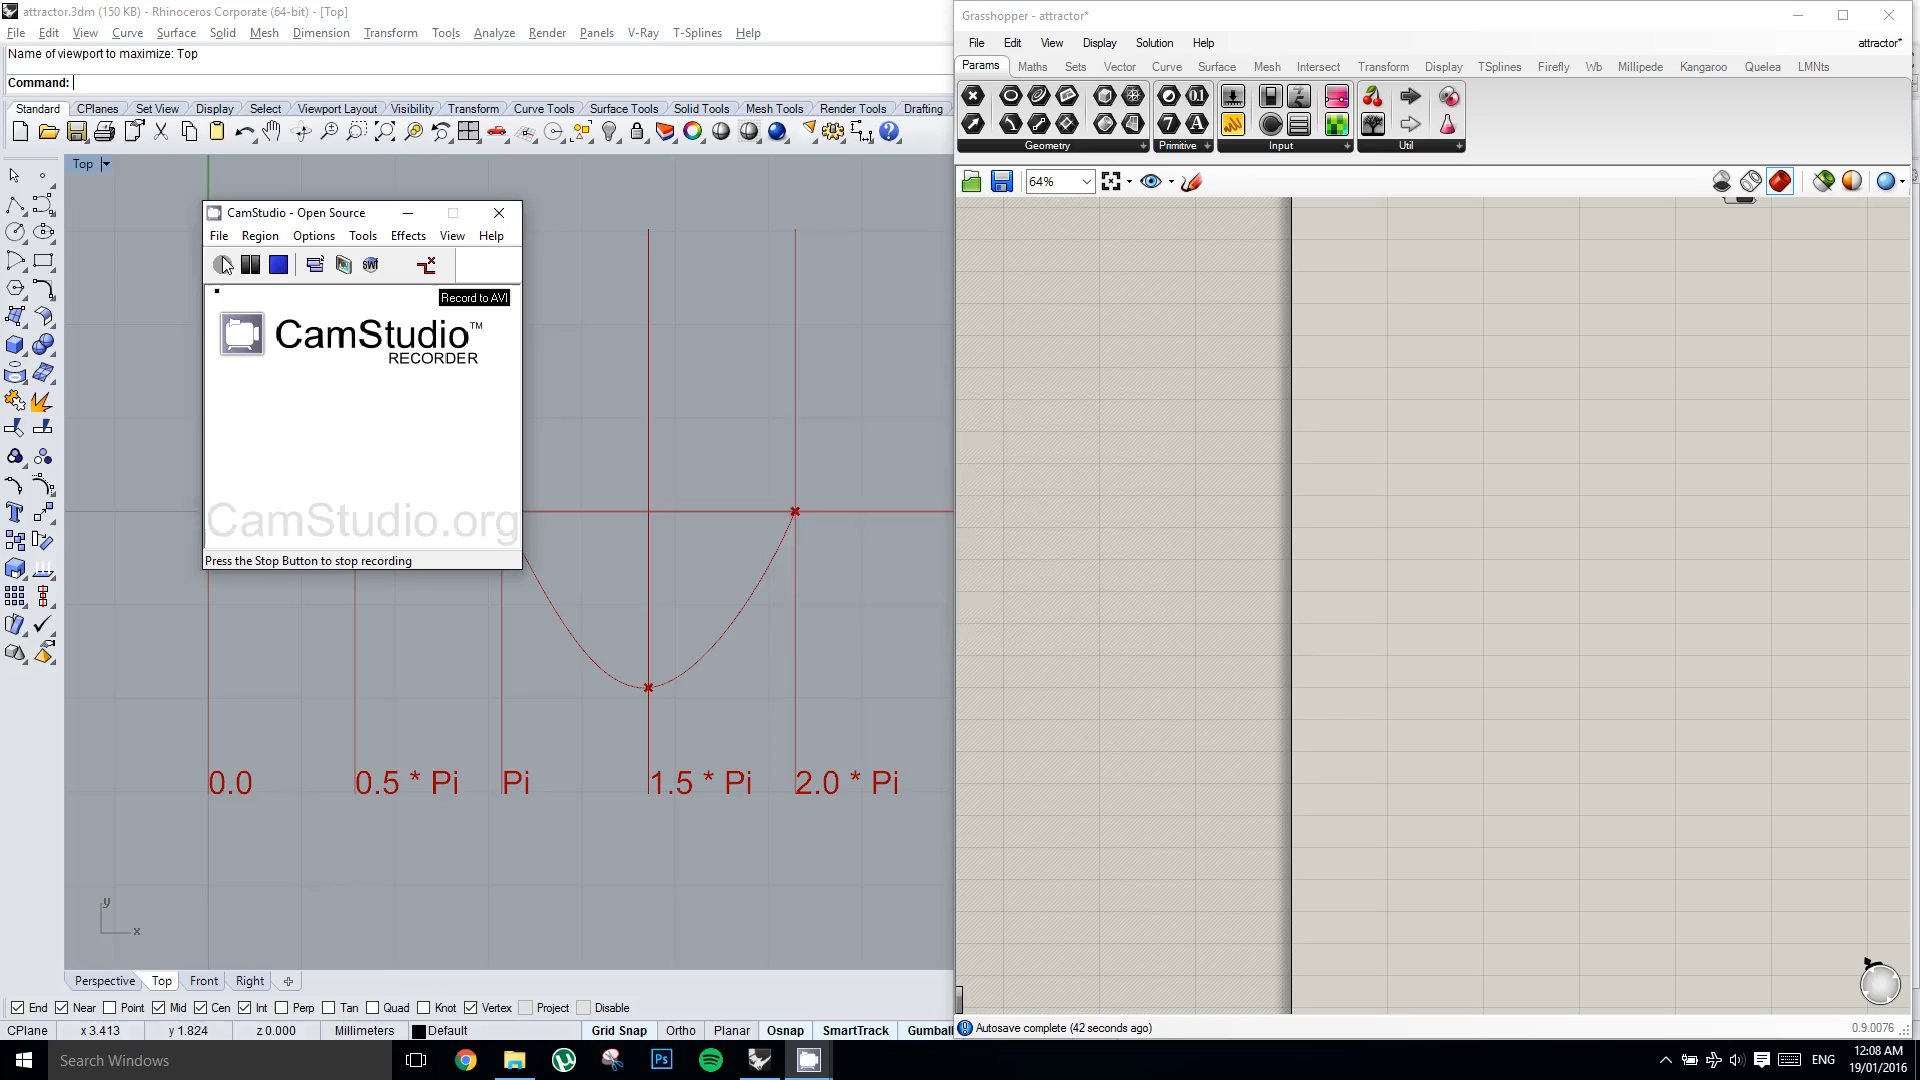 attractor.3dm (150 KB) - Rhinoceros Corporate (64-bit) - [Top]
File Edit View Curve Surface Solid Mesh Dimension Transform Tools Analyze Render Panels V-Ray T-Splines Help
Name of viewport to maximize: Top
Command:
Standard CPlanes Set View Display Select Viewport Layout Visibility Transform Curve Tools Surface Tools Solid Tools Mesh Tools Render Tools Drafting
Top
CamStudio - Open Source
File Region Options Tools Effects View Help
Record to AVI
CamStudio™
RECORDER
CamStudio.org
Press the Stop Button to stop recording
0.0
0.5 * Pi
Pi
1.5 * Pi
2.0 * Pi
y
x
Perspective Top Front Right
End Near Point Mid Cen Int Perp Tan Quad Knot Vertex Project Disable
CPlane x 3.413 y 1.824 z 0.000 Millimeters Default Grid Snap Ortho Planar Osnap SmartTrack Gumball
Grasshopper - attractor*
File Edit View Display Solution Help
attractor*
Params Maths Sets Vector Curve Surface Mesh Intersect Transform Display TSplines Firefly Wb Millipede Kangaroo Quelea LMNts
Geometry
Primitive
Input
Util
64%
Autosave complete (42 seconds ago)
0.9.0076
Search Windows
ENG
12:08 AM
19/01/2016